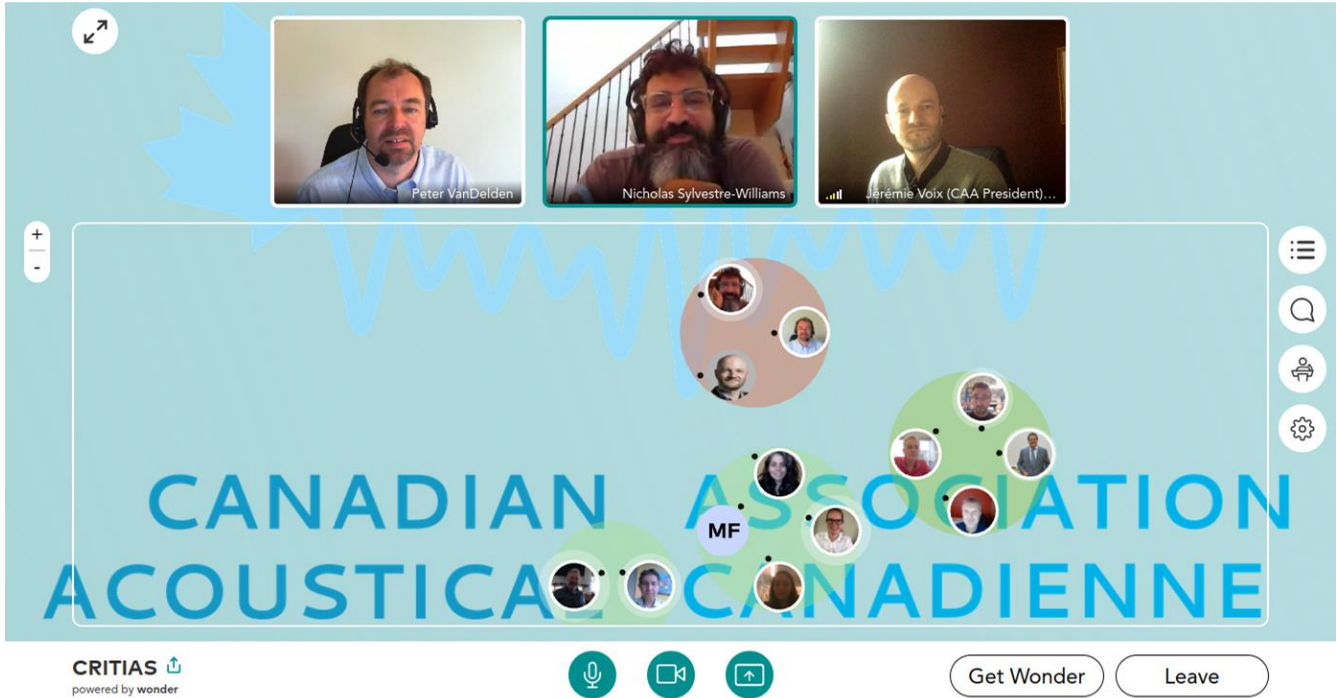 Peter VanDelden
Nicholas Sylvestre-Williams
Jérémie Voix (CAA President)...
+
-
CANADIAN ASSOCIATION
MF
ACOUSTICAL CANADIENNE
CRITIAS
powered by wonder
Get Wonder
Leave